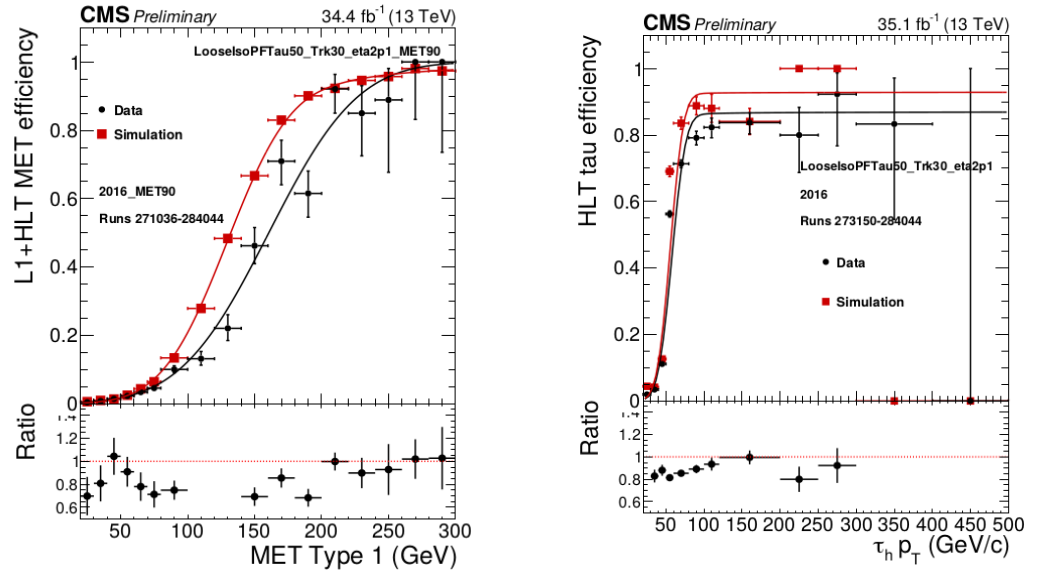 CMS Preliminary 34.4 fb⁻¹ (13 TeV)
LooseIsoPFTau50_Trk30_eta2p1_MET90
Data
Simulation
2016_MET90
Runs 271036-284044
L1+HLT MET efficiency
1
0.8
0.6
0.4
0.2
0
Ratio
1.4
1.2
1
0.8
0.6
50 100 150 200 250 300
MET Type 1 (GeV)
CMS Preliminary 35.1 fb⁻¹ (13 TeV)
HLT tau efficiency
1
0.8
0.6
0.4
0.2
0
LooseIsoPFTau50_Trk30_eta2p1
2016
Runs 273150-284044
Data
Simulation
Ratio
1.4
1.2
1
0.8
0.6
50 100 150 200 250 300 350 400 450 500
τh pT (GeV/c)